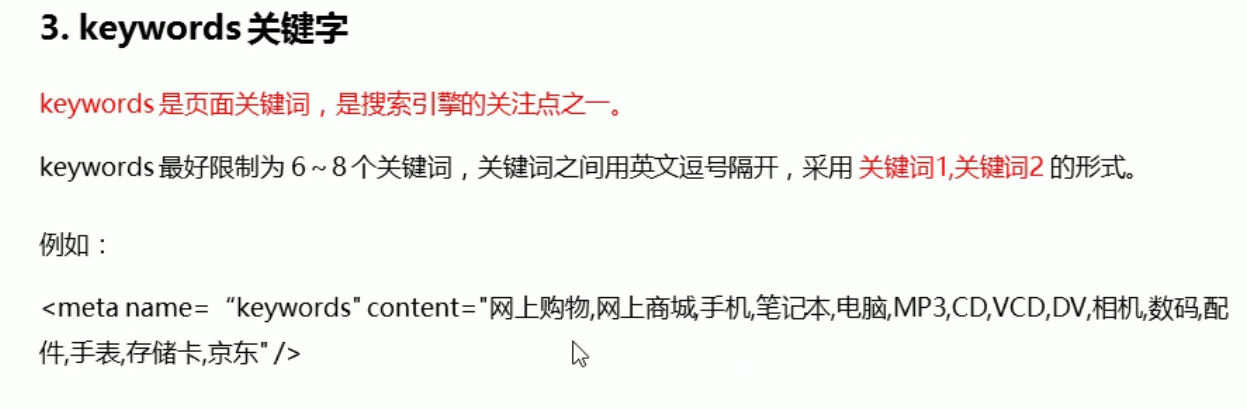 3. keywords 关键字
keywords 是页面关键词，是搜索引擎的关注点之一。
keywords 最好限制为 6～8 个关键词，关键词之间用英文逗号隔开，采用 关键词1,关键词2 的形式。
例如：
<meta name= “keywords" content="网上购物,网上商城,手机,笔记本,电脑,MP3,CD,VCD,DV,相机,数码,配
件,手表,存储卡,京东" />